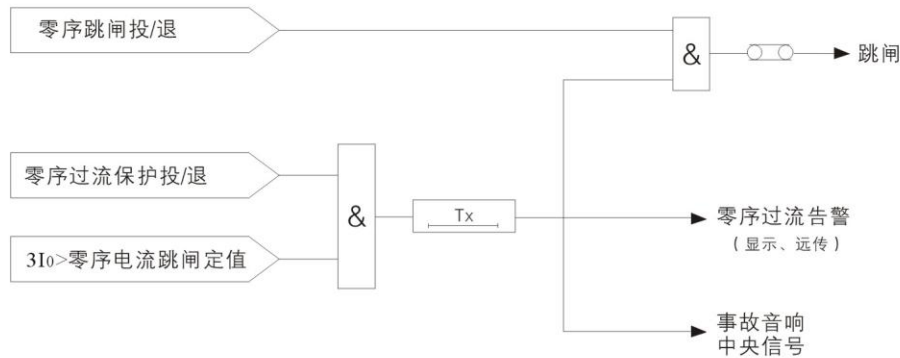 零序跳闸投/退
&
跳闸
零序过流保护投/退
&
Tx
零序过流告警
(显示、远传)
3I0>零序电流跳闸定值
事故音响
中央信号